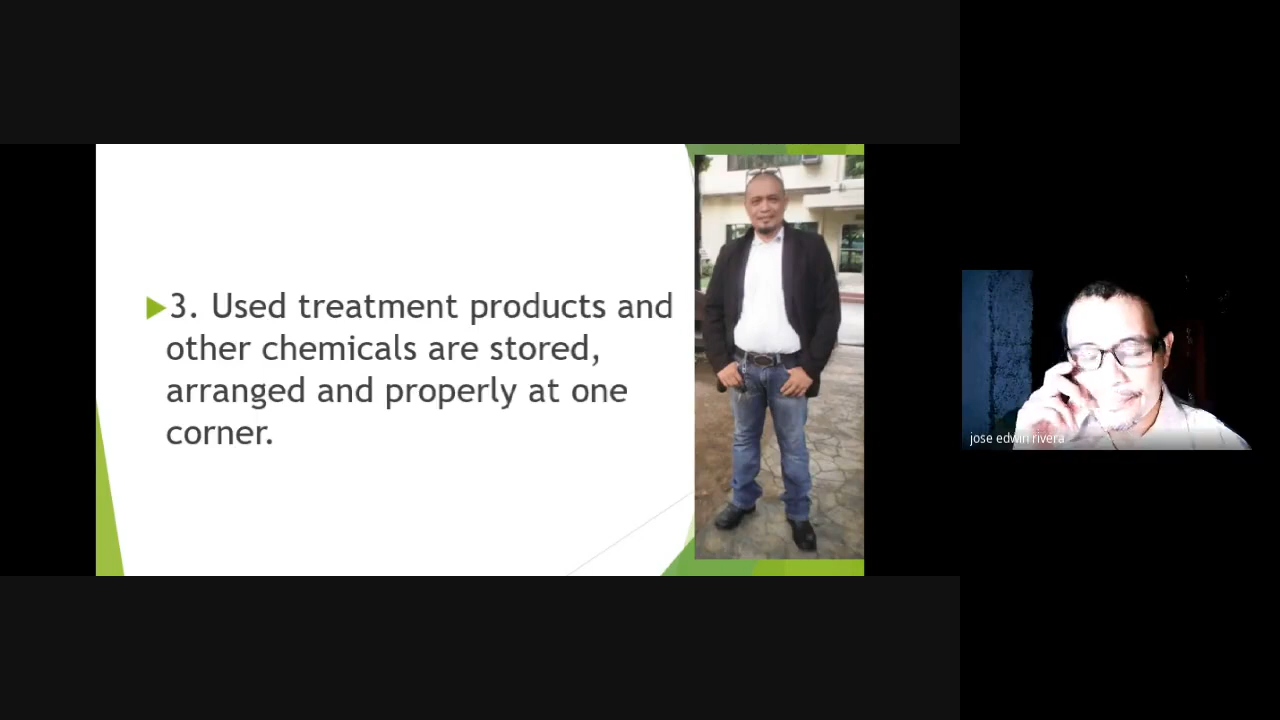 3. Used treatment products and
other chemicals are stored,
arranged and properly at one
corner.
jose edwin rivera